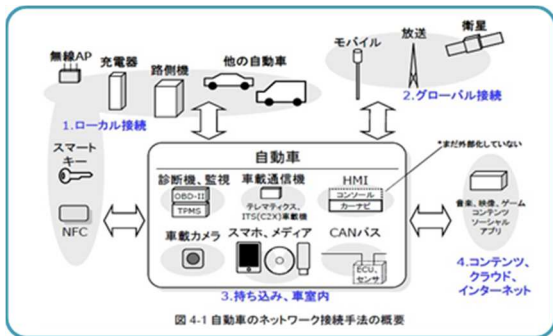 無線AP
充電器
路側機
他の自動車
モバイル
放送
衛星
1.ローカル接続
2.グローバル接続
スマート
キー
NFC
自動車
*まだ外部化していない
診断機、監視
OBD-II
TPMS
車載通信機
テレマティクス、
ITS(C2X)車載機
HMI
コンソール
カーナビ
車載カメラ
スマホ、メディア
CANバス
ECU、
センサ
3.持ち込み、車室内
音楽、映像、ゲーム
コンテンツ
ソーシャル
アプリ
4.コンテンツ、
クラウド、
インターネット
図 4-1 自動車のネットワーク接続手法の概要